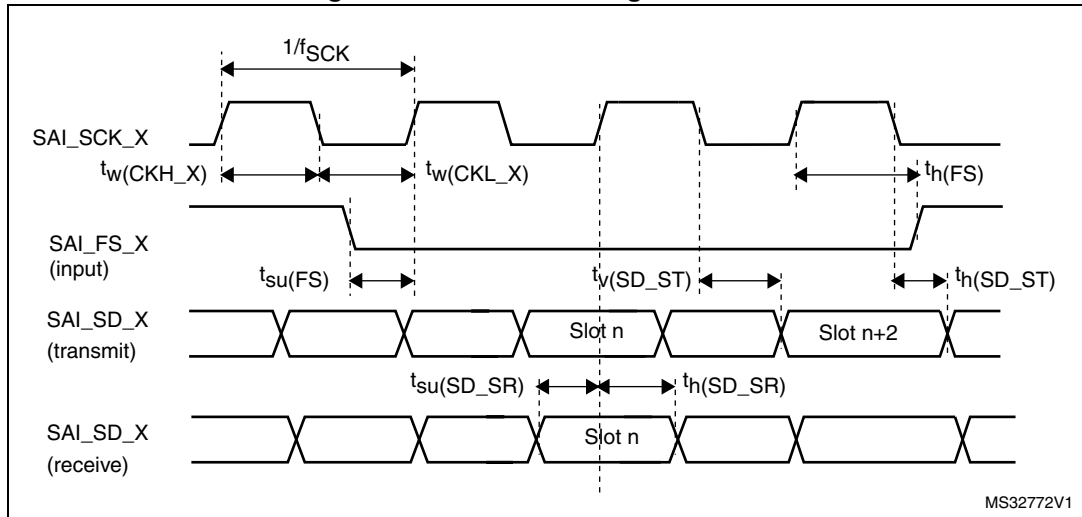 1/fSCK
SAI_SCK_X
tw(CKH_X)
tw(CKL_X)
th(FS)
SAI_FS_X
(input)
tsu(FS)
tv(SD_ST)
th(SD_ST)
SAI_SD_X
(transmit)
Slot n
Slot n+2
tsu(SD_SR)
th(SD_SR)
SAI_SD_X
(receive)
Slot n
MS32772V1